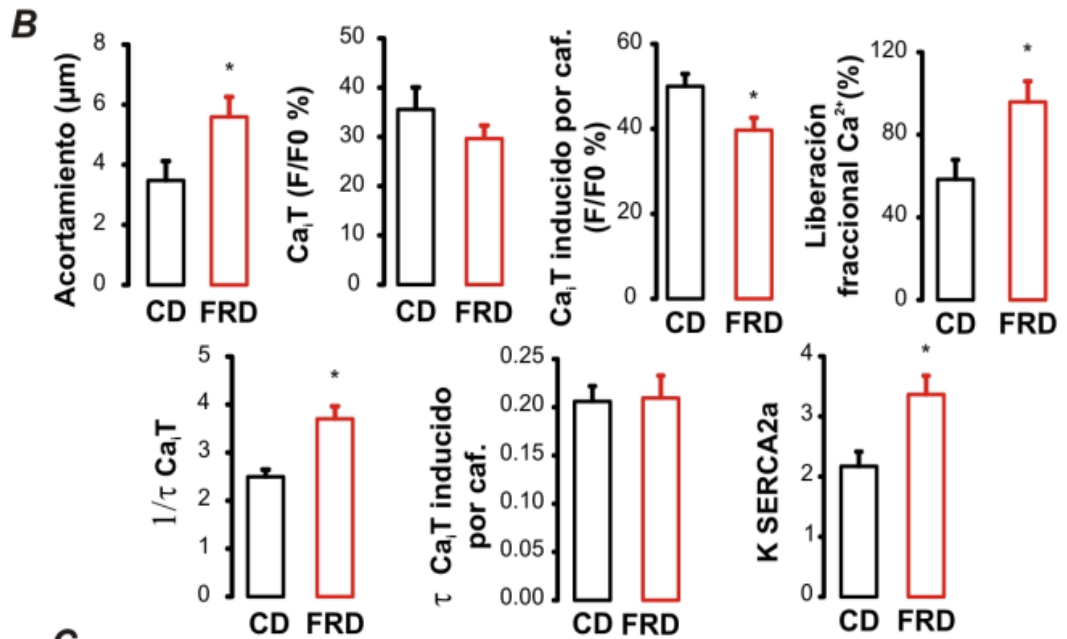 B
Acortamiento (µm)
8
6
4
2
0
*
CD FRD
CaiT (F/F0 %)
50
40
30
20
10
0
CD FRD
CaiT inducido por caf.
(F/F0 %)
60
40
20
0
*
CD FRD
Liberación
fraccional Ca²⁺(%)
120
80
40
0
*
CD FRD
1/τ CaiT
5
4
3
2
1
0
*
CD FRD
τ CaiT inducido
por caf.
0.25
0.20
0.15
0.10
0.05
0.00
CD FRD
K SERCA2a
4
3
2
1
0
*
CD FRD